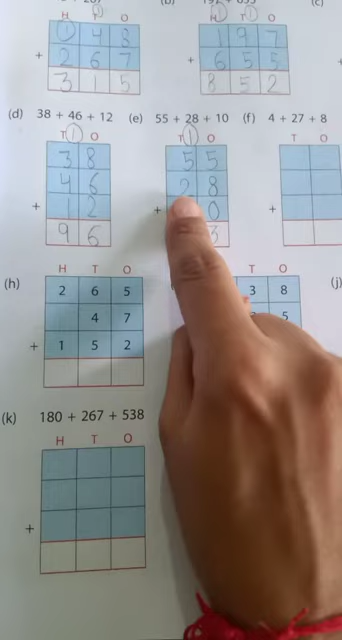 (b)
(c)
H T O
1 4 8
+ 2 6 7
3 1 5
H T O
1 9 7
+ 6 5 5
8 5 2
(d) 38 + 46 + 12 (e) 55 + 28 + 10 (f) 4 + 27 + 8
T 1 O
3 8
4 6
+ 1 2
9 6
T 1 O
5 5
2 8
+ 0
3
T O
+
(h)
H T O
2 6 5
4 7
+ 1 5 2
T O
3 8
5
(j)
(k) 180 + 267 + 538
H T O
+